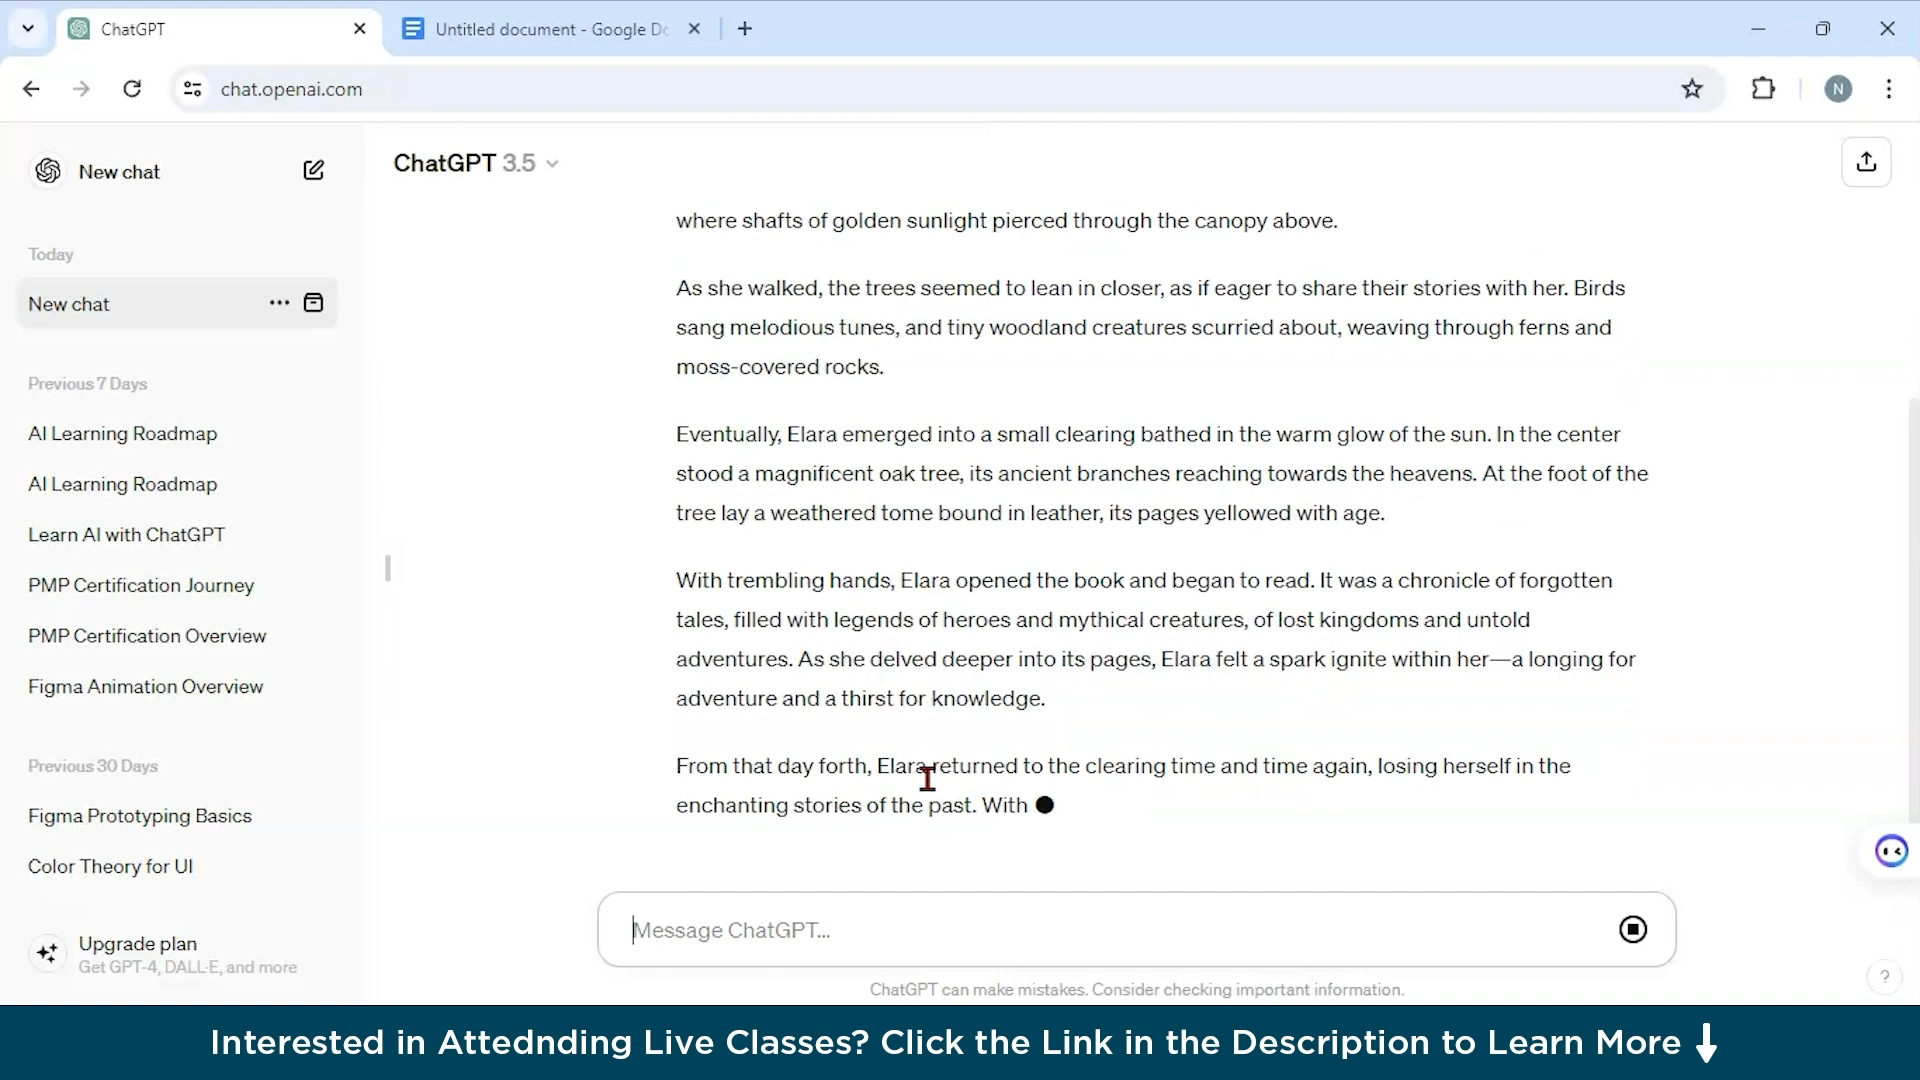 ChatGPT
Untitled document - Google Do
chat.openai.com
N
New chat
ChatGPT 3.5
Today
New chat
Previous 7 Days
AI Learning Roadmap
AI Learning Roadmap
Learn AI with ChatGPT
PMP Certification Journey
PMP Certification Overview
Figma Animation Overview
Previous 30 Days
Figma Prototyping Basics
Color Theory for UI
Upgrade plan
Get GPT-4, DALL·E, and more
where shafts of golden sunlight pierced through the canopy above.
As she walked, the trees seemed to lean in closer, as if eager to share their stories with her. Birds
sang melodious tunes, and tiny woodland creatures scurried about, weaving through ferns and
moss-covered rocks.
Eventually, Elara emerged into a small clearing bathed in the warm glow of the sun. In the center
stood a magnificent oak tree, its ancient branches reaching towards the heavens. At the foot of the
tree lay a weathered tome bound in leather, its pages yellowed with age.
With trembling hands, Elara opened the book and began to read. It was a chronicle of forgotten
tales, filled with legends of heroes and mythical creatures, of lost kingdoms and untold
adventures. As she delved deeper into its pages, Elara felt a spark ignite within her—a longing for
adventure and a thirst for knowledge.
From that day forth, Elara returned to the clearing time and time again, losing herself in the
enchanting stories of the past. With
Message ChatGPT...
ChatGPT can make mistakes. Consider checking important information.
?
Interested in Attednding Live Classes? Click the Link in the Description to Learn More